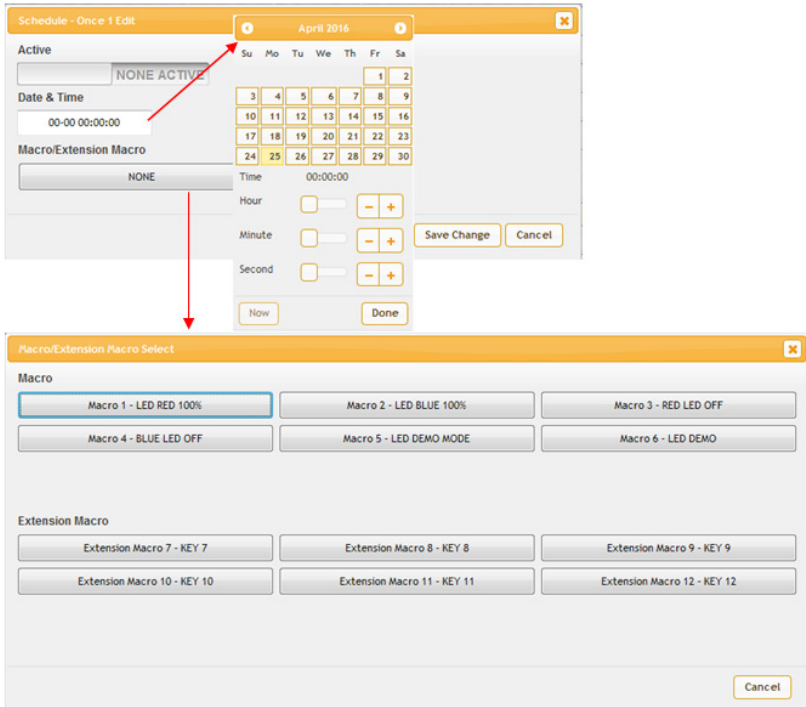 Schedule - Once 1 Edit
Active
NONE ACTIVE
Date & Time
00-00 00:00:00
Macro/Extension Macro
NONE
April 2016
Su Mo Tu We Th Fr Sa
1 2
3 4 5 6 7 8 9
10 11 12 13 14 15 16
17 18 19 20 21 22 23
24 25 26 27 28 29 30
Time 00:00:00
Hour - +
Minute - +
Second - +
Now Done
Save Change Cancel
Macro/Extension Macro Select
Macro
Macro 1 - LED RED 100% Macro 2 - LED BLUE 100% Macro 3 - RED LED OFF
Macro 4 - BLUE LED OFF Macro 5 - LED DEMO MODE Macro 6 - LED DEMO
Extension Macro
Extension Macro 7 - KEY 7 Extension Macro 8 - KEY 8 Extension Macro 9 - KEY 9
Extension Macro 10 - KEY 10 Extension Macro 11 - KEY 11 Extension Macro 12 - KEY 12
Cancel